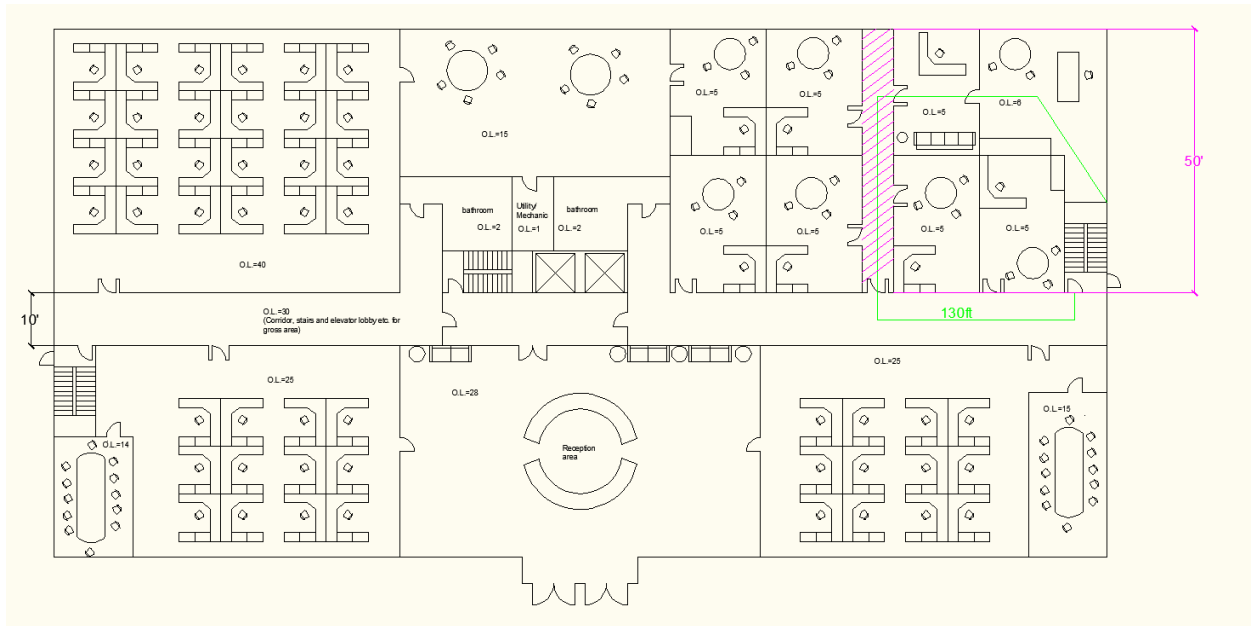 O.L.=5
O.L.=5
O.L.=5
O.L.=6
O.L.=15
50'
bathroom
Utility/
Mechanic
bathroom
O.L.=2
O.L.=1
O.L.=2
O.L.=5
O.L.=5
O.L.=5
O.L.=5
O.L.=40
10'
O.L.=30
(Corridor, stairs and elevator lobby etc. for
gross area)
130ft
O.L.=25
O.L.=25
O.L.=28
O.L.=15
O.L.=14
Reception
area